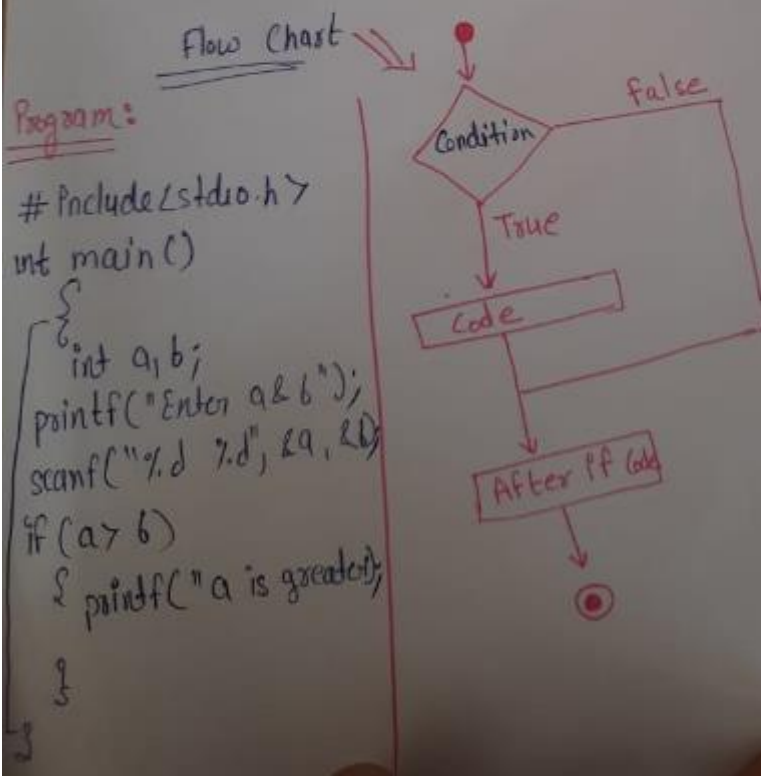 Flow Chart
Program:
#include<stdio.h>
int main()
{
int a, b;
printf("Enter a & b");
scanf("%d %d", &a, &b);
if (a > b)
{ printf("a is greater");
}
}
Condition
false
True
Code
After if Code